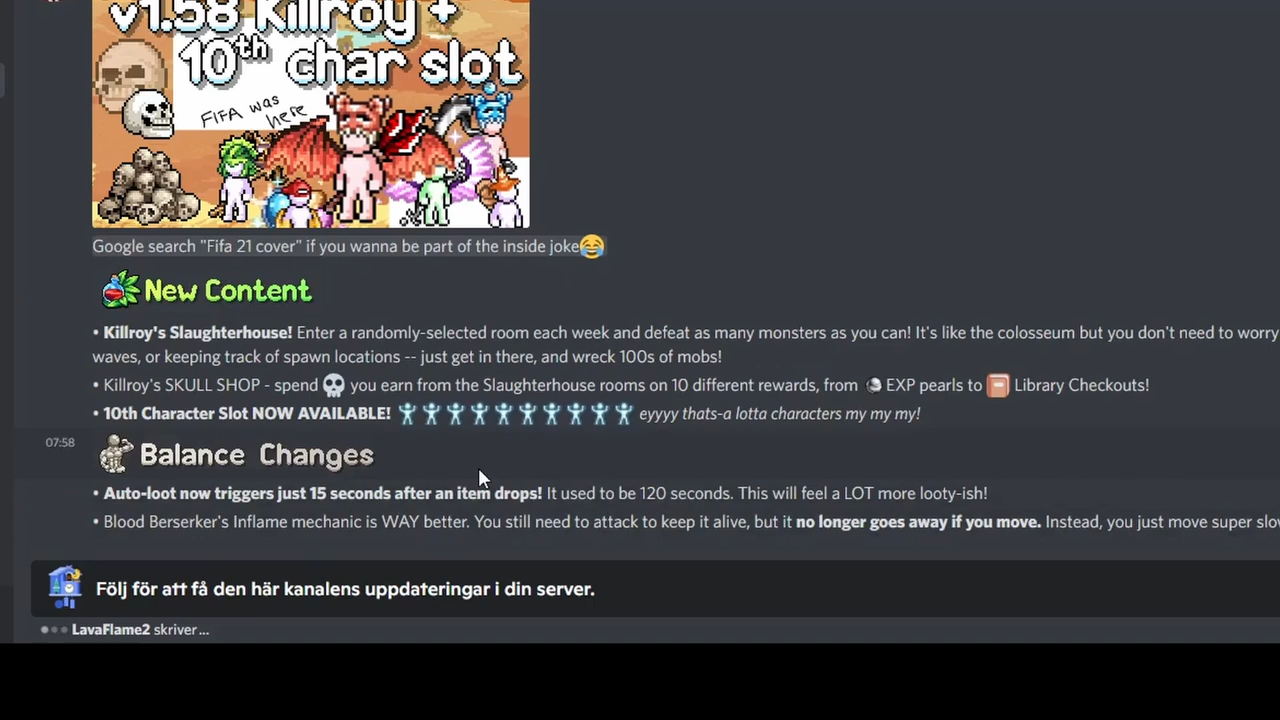 v1.58 Killroy +
10th char slot
FIFA was
here
Google search "Fifa 21 cover" if you wanna be part of the inside joke😂
New Content
• Killroy's Slaughterhouse! Enter a randomly-selected room each week and defeat as many monsters as you can! It's like the colosseum but you don't need to worry
waves, or keeping track of spawn locations -- just get in there, and wreck 100s of mobs!
• Killroy's SKULL SHOP - spend you earn from the Slaughterhouse rooms on 10 different rewards, from EXP pearls to Library Checkouts!
• 10th Character Slot NOW AVAILABLE! eyyyy thats-a lotta characters my my my!
07:58
Balance Changes
• Auto-loot now triggers just 15 seconds after an item drops! It used to be 120 seconds. This will feel a LOT more looty-ish!
• Blood Berserker's Inflame mechanic is WAY better. You still need to attack to keep it alive, but it no longer goes away if you move. Instead, you just move super slow
Följ för att få den här kanalens uppdateringar i din server.
LavaFlame2 skriver...